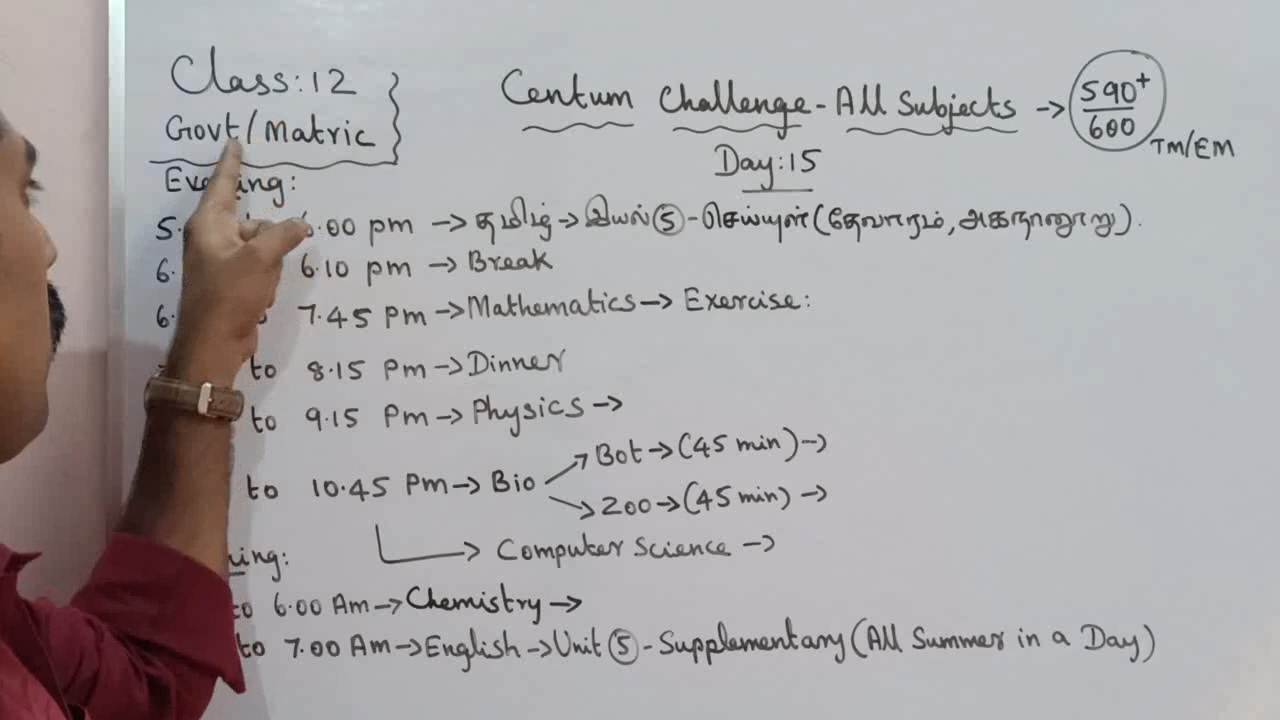 Class:12
Govt/Matric
Centum Challenge - All Subjects → 590+/600
TM/EM
Day:15
Evening:
5. 6.00 pm → தமிழ் → இயல் ⑤ - செய்யுள் (தேவாரம், அகநானூறு).
6. 6.10 pm → Break
6. 7.45 Pm → Mathematics → Exercise:
to 8.15 Pm → Dinner
to 9.15 Pm → Physics →
to 10.45 Pm → Bio
Bot → (45 min) →
Zoo → (45 min) →
→ Computer Science →
ning:
to 6.00 Am → Chemistry →
to 7.00 Am → English → Unit ⑤ - Supplementary (All Summer in a Day)